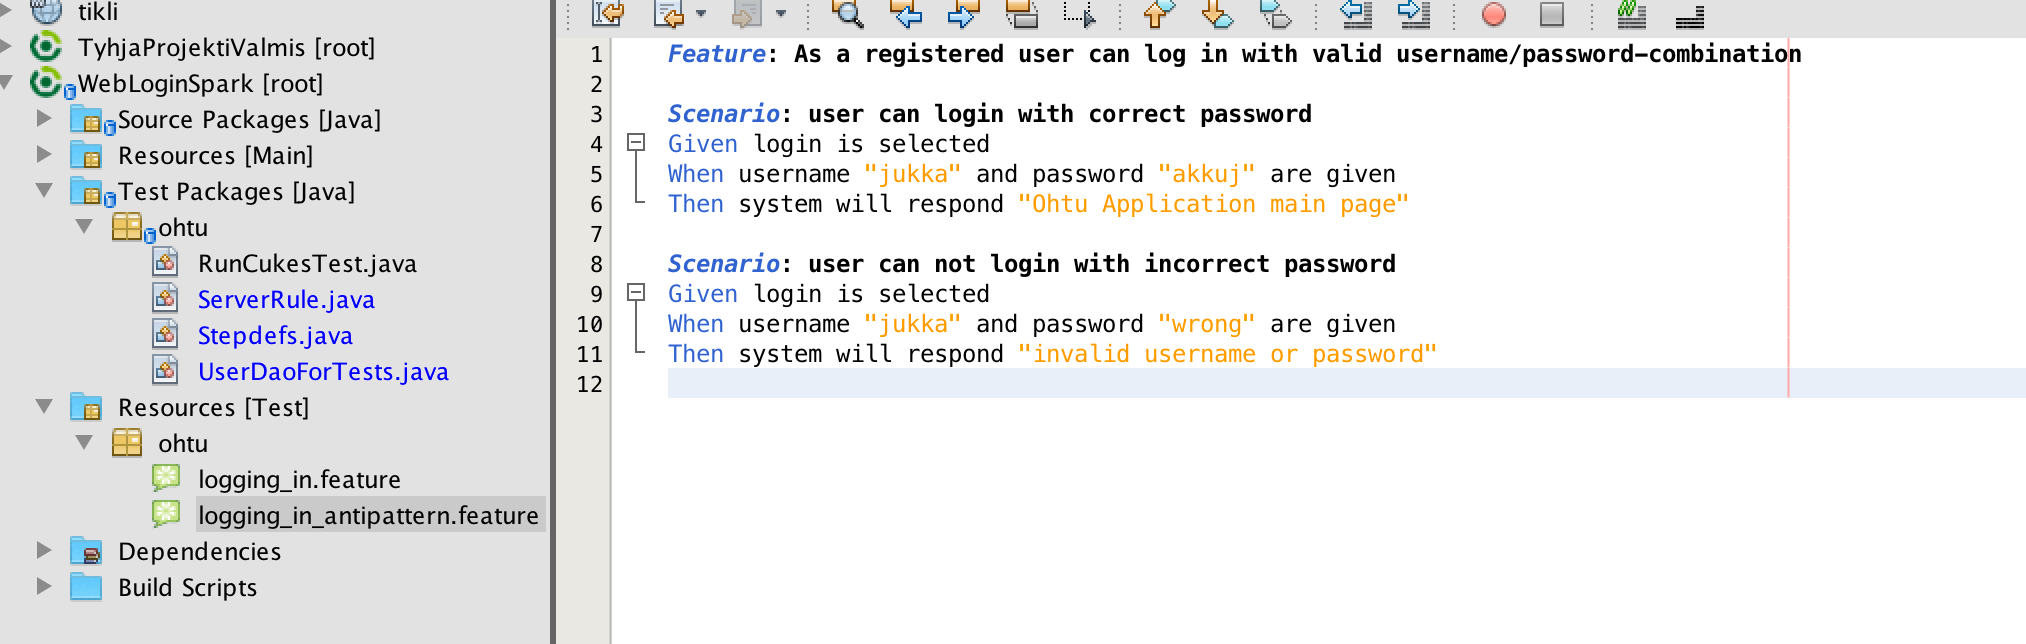 tikli
TyhjaProjektiValmis [root]
WebLoginSpark [root]
Source Packages [Java]
Resources [Main]
Test Packages [Java]
ohtu
RunCukesTest.java
ServerRule.java
Stepdefs.java
UserDaoForTests.java
Resources [Test]
ohtu
logging_in.feature
logging_in_antipattern.feature
Dependencies
Build Scripts
1 Feature: As a registered user can log in with valid username/password-combination
2
3 Scenario: user can login with correct password
4 Given login is selected
5 When username "jukka" and password "akkuj" are given
6 Then system will respond "Ohtu Application main page"
7
8 Scenario: user can not login with incorrect password
9 Given login is selected
10 When username "jukka" and password "wrong" are given
11 Then system will respond "invalid username or password"
12